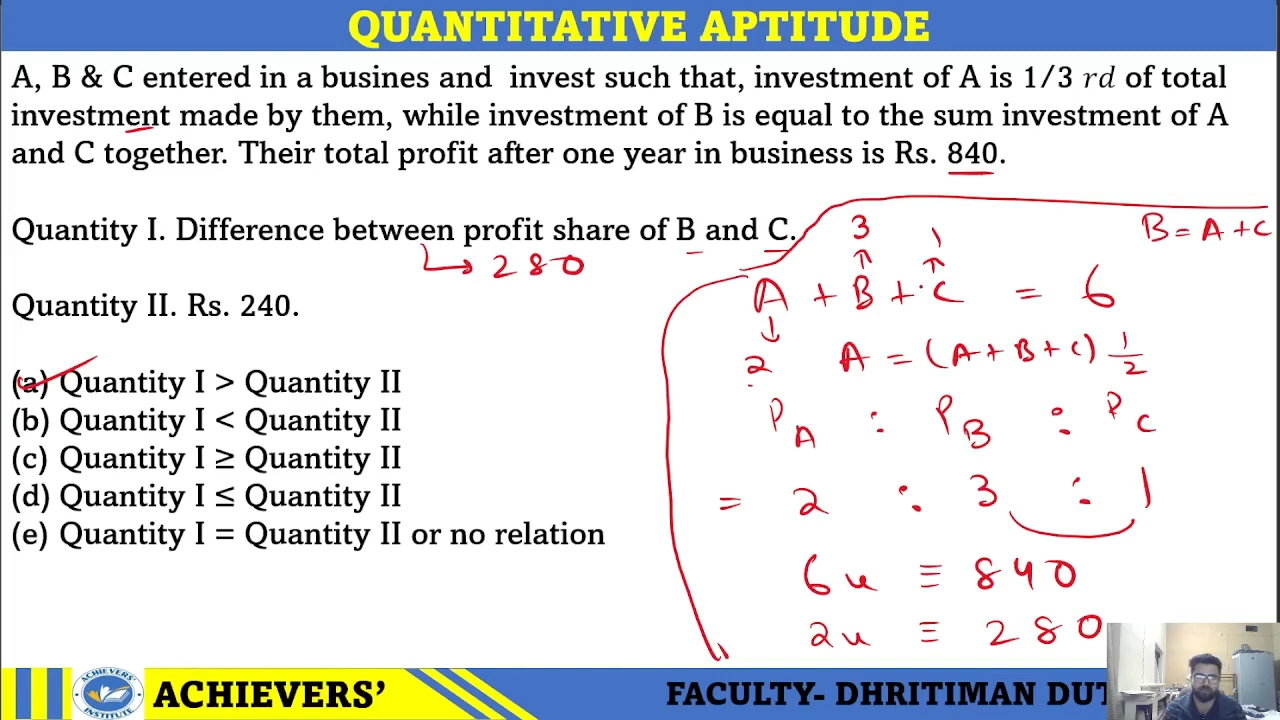 QUANTITATIVE APTITUDE
A, B & C entered in a busines and invest such that, investment of A is 1/3 rd of total
investment made by them, while investment of B is equal to the sum investment of A
and C together. Their total profit after one year in business is Rs. 840.
Quantity I. Difference between profit share of B and C.
280
Quantity II. Rs. 240.
(a) Quantity I > Quantity II
(b) Quantity I < Quantity II
(c) Quantity I ≥ Quantity II
(d) Quantity I ≤ Quantity II
(e) Quantity I = Quantity II or no relation
B = A + C
3 1
A + B + C = 6
2 A = (A + B + C) 1/2
P A : P B : P C
= 2 : 3 : 1
6u ≡ 840
2u ≡ 280
ACHIEVERS' INSTITUTE
ACHIEVERS’
FACULTY- DHRITIMAN DUT